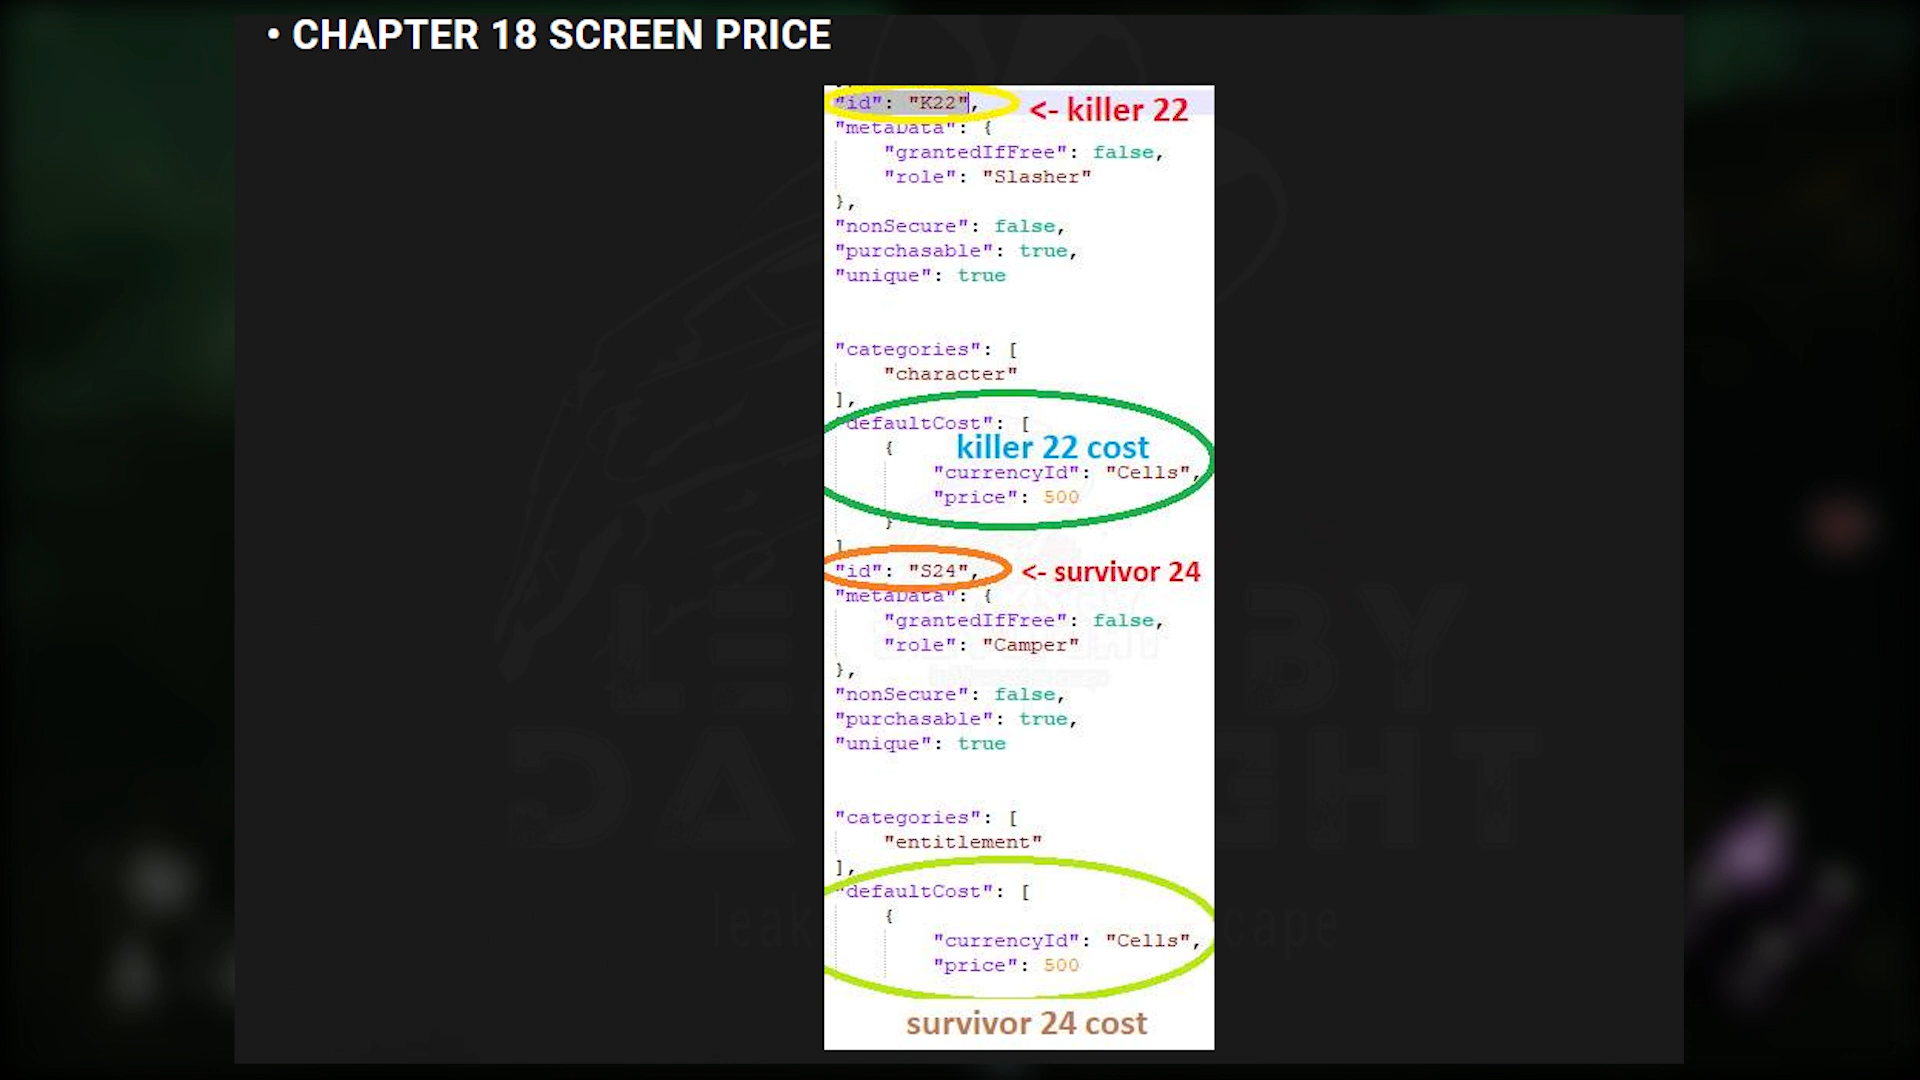 • CHAPTER 18 SCREEN PRICE
"id": "K22", <- killer 22
"metaData": {
"grantedIfFree": false,
"role": "Slasher"
},
"nonSecure": false,
"purchasable": true,
"unique": true
"categories": [
"character"
],
"defaultCost": [
{ killer 22 cost
"currencyId": "Cells",
"price": 500
}
]
"id": "S24", <- survivor 24
"metaData": {
"grantedIfFree": false,
"role": "Camper"
},
"nonSecure": false,
"purchasable": true,
"unique": true
"categories": [
"entitlement"
],
"defaultCost": [
{
"currencyId": "Cells",
"price": 500
survivor 24 cost